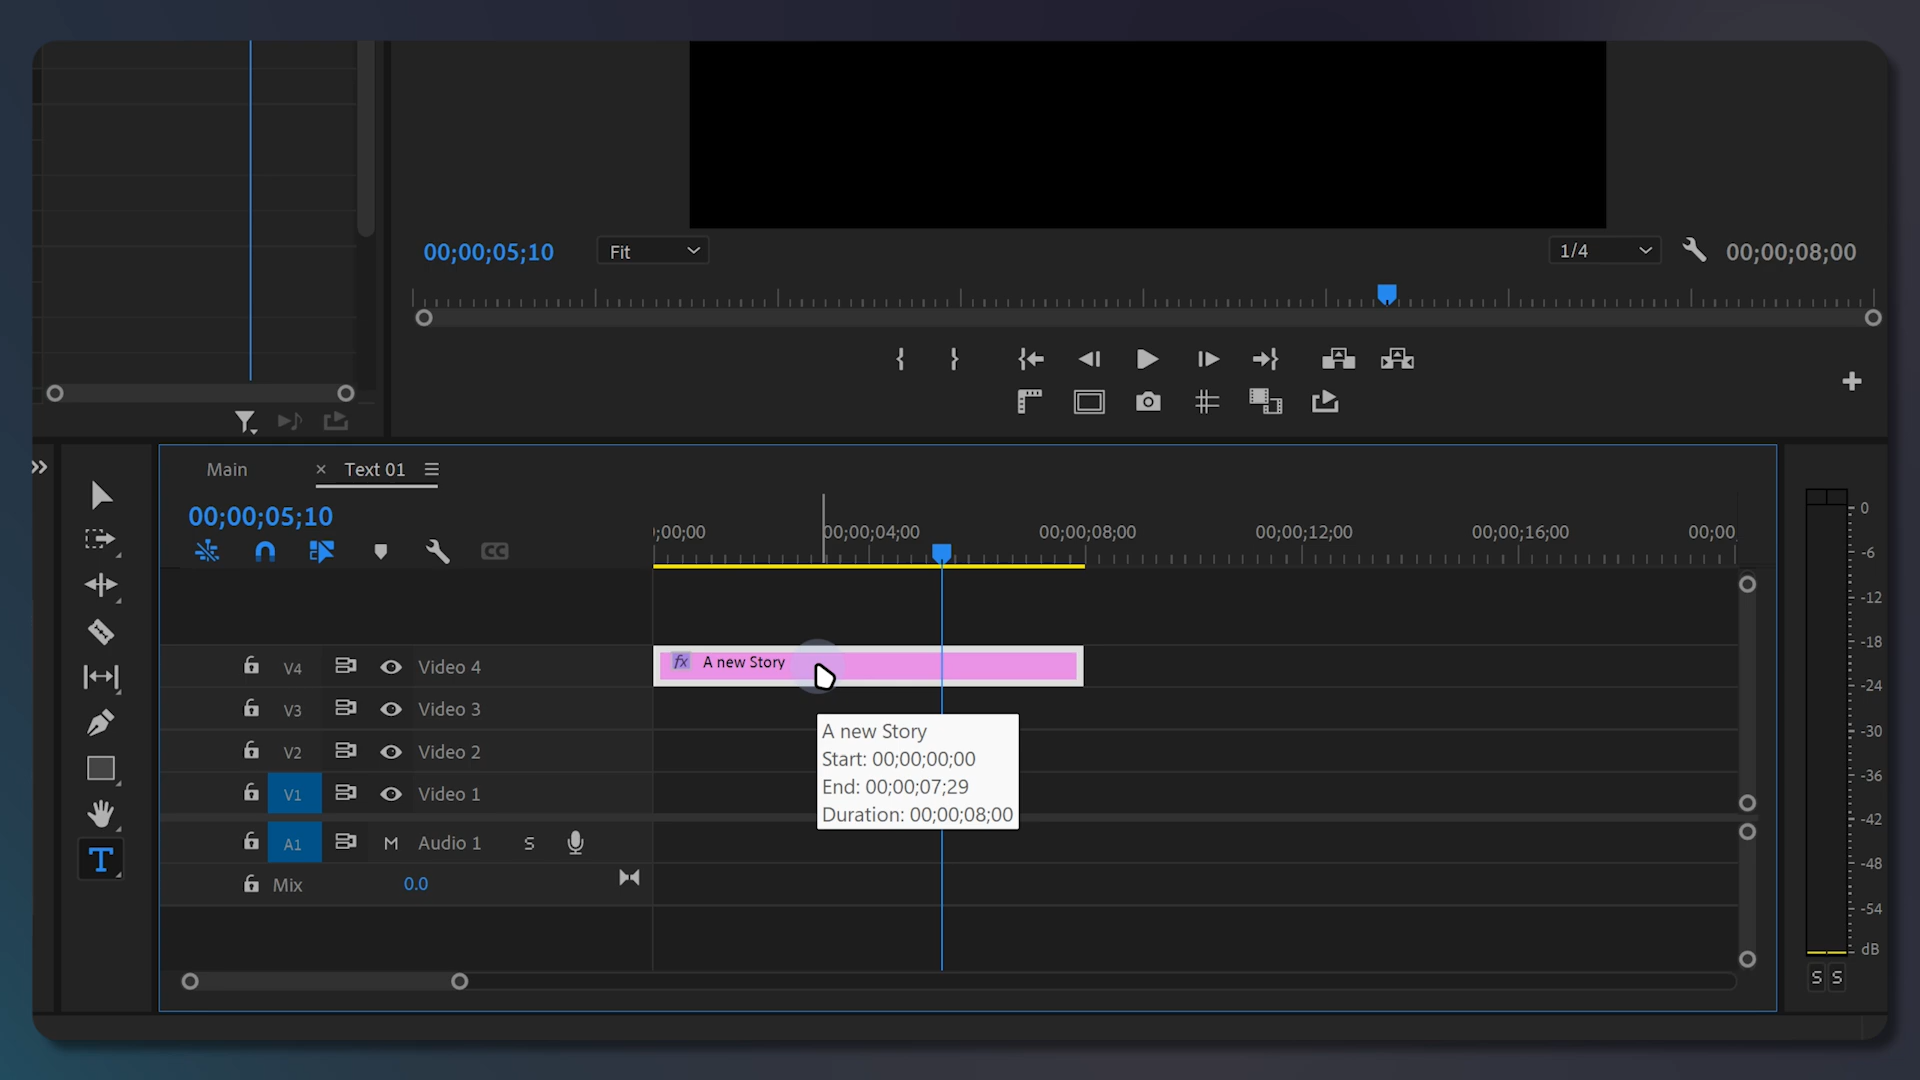 00;00;05;10
Fit
1/4
00;00;08;00
Main
× Text 01
00;00;05;10
CC
;00;00
00;00;04;00
00;00;08;00
00;00;12;00
00;00;16;00
00;00
V4
Video 4
fx A new Story
V3
Video 3
V2
Video 2
V1
Video 1
A new Story
Start: 00;00;00;00
End: 00;00;07;29
Duration: 00;00;08;00
A1
M
Audio 1
S
Mix
0.0
T
0
-6
-12
-18
-24
-30
-36
-42
-48
-54
dB
S S